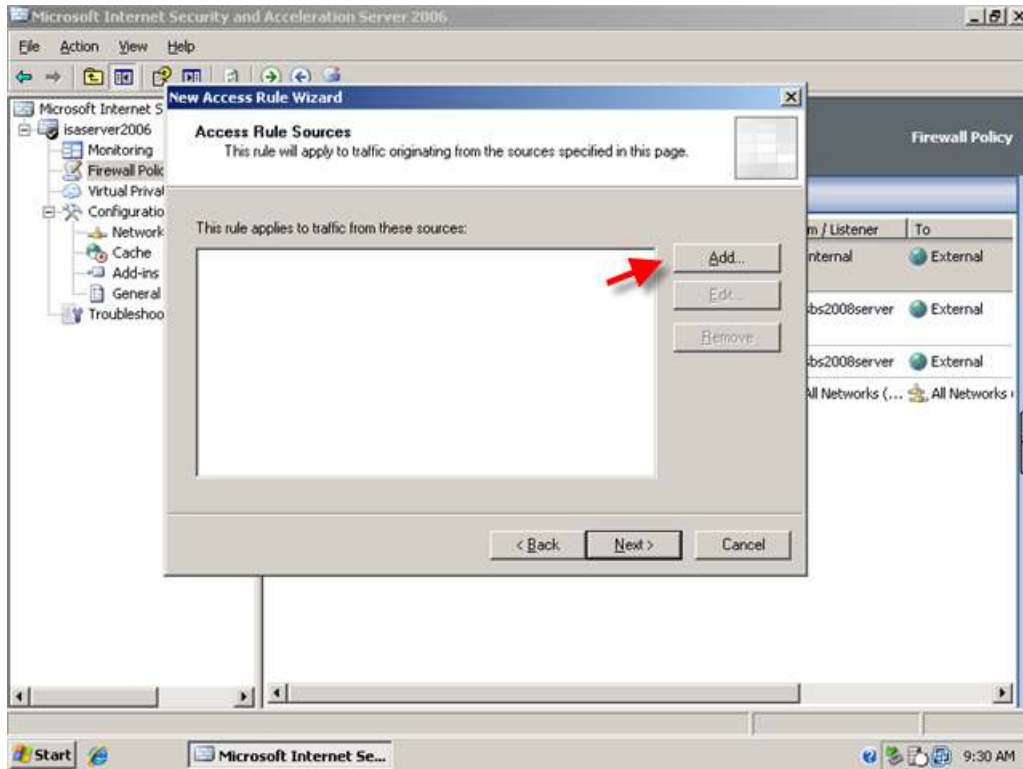 Microsoft Internet Security and Acceleration Server 2006
File Action View Help
New Access Rule Wizard
Microsoft Internet S
isaserver2006
Monitoring
Firewall Polic
Virtual Privat
Configuratio
Network
Cache
Add-ins
General
Troubleshoo
Access Rule Sources
This rule will apply to traffic originating from the sources specified in this page.
This rule applies to traffic from these sources:
Add...
Edit...
Remove
< Back Next > Cancel
Firewall Policy
m / Listener To
nternal External
sbs2008server External
sbs2008server External
All Networks (... All Networks
Start Microsoft Internet Se... 9:30 AM